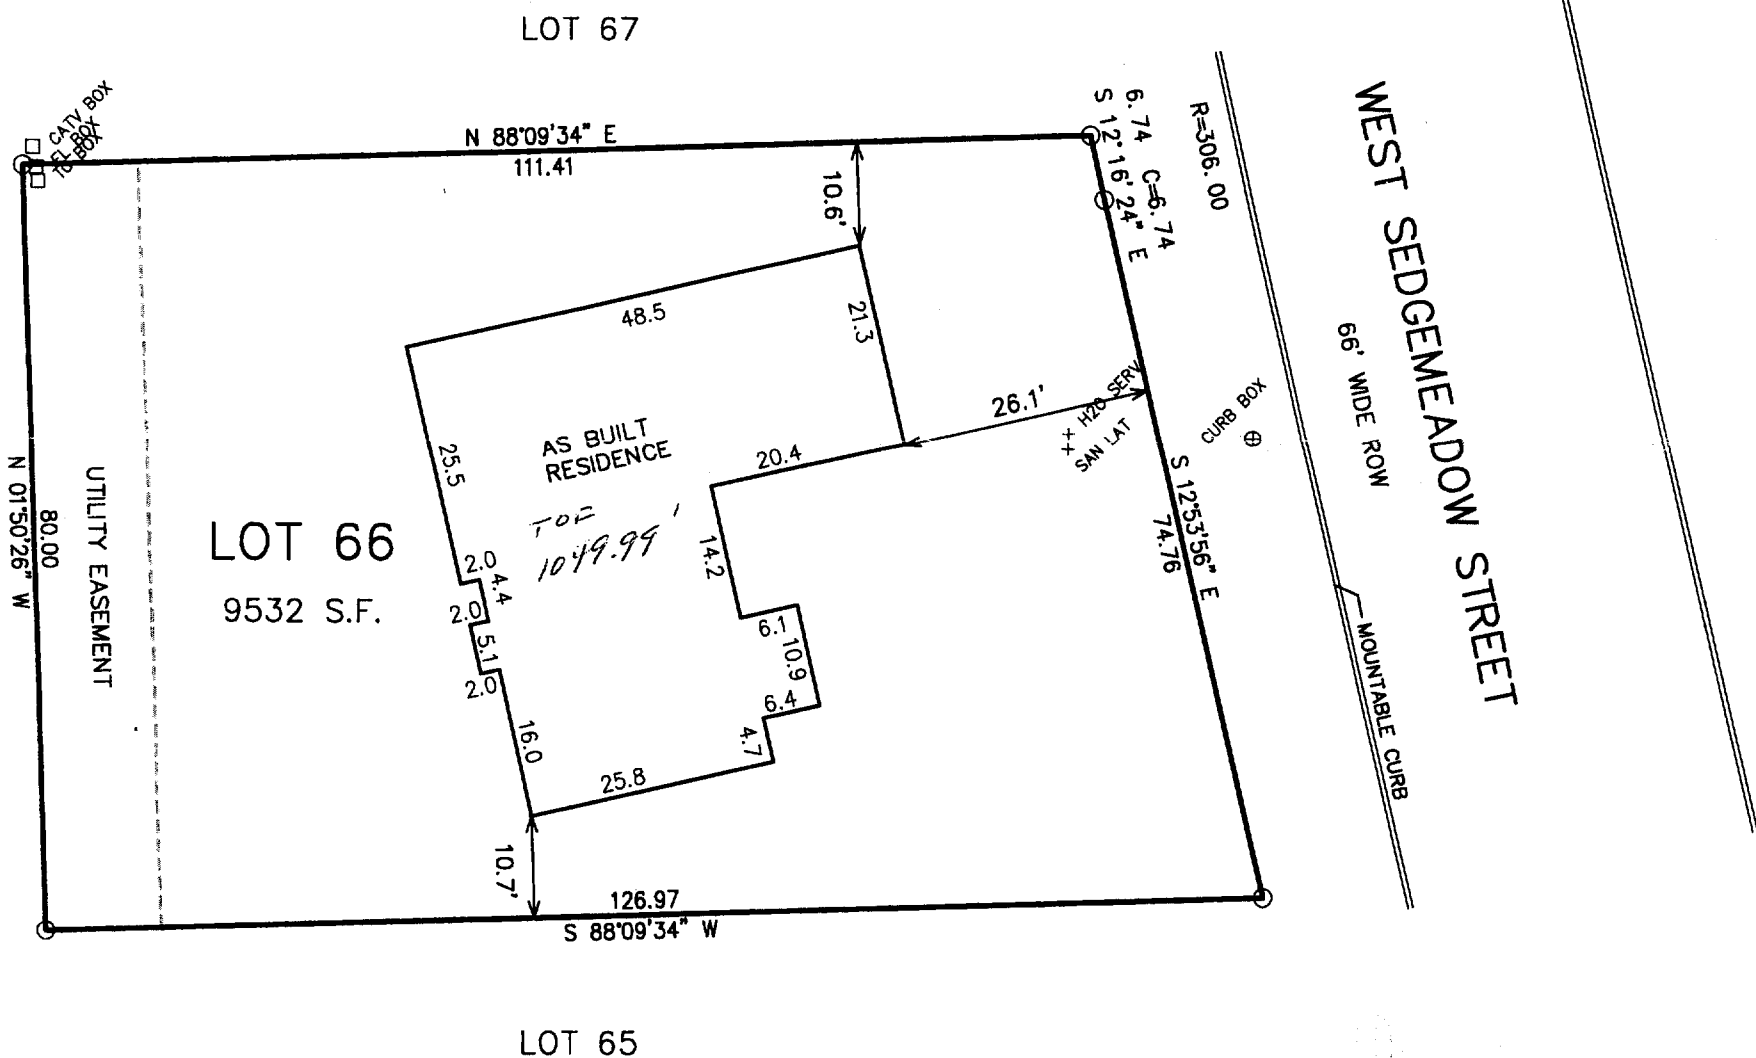 LOT 67
CATV BOX
TEL BOX
N 88°09'34" E
111.41
10.6'
6.74 C=6.74
S 12°16'24" E
R=306.00
WEST SEDGEMEADOW STREET
66' WIDE ROW
48.5
21.3
26.1'
H20 SERV
SAN LAT
CURB BOX
AS BUILT
RESIDENCE
TOF
1049.99'
25.5
20.4
14.2
S 12°53'56" E
74.76
N 01°50'26" W
80.00
UTILITY EASEMENT
LOT 66
9532 S.F.
2.0
4.4
2.0
5.1
2.0
6.1
10.9
6.4
4.7
16.0
25.8
MOUNTABLE CURB
10.7'
126.97
S 88°09'34" W
LOT 65